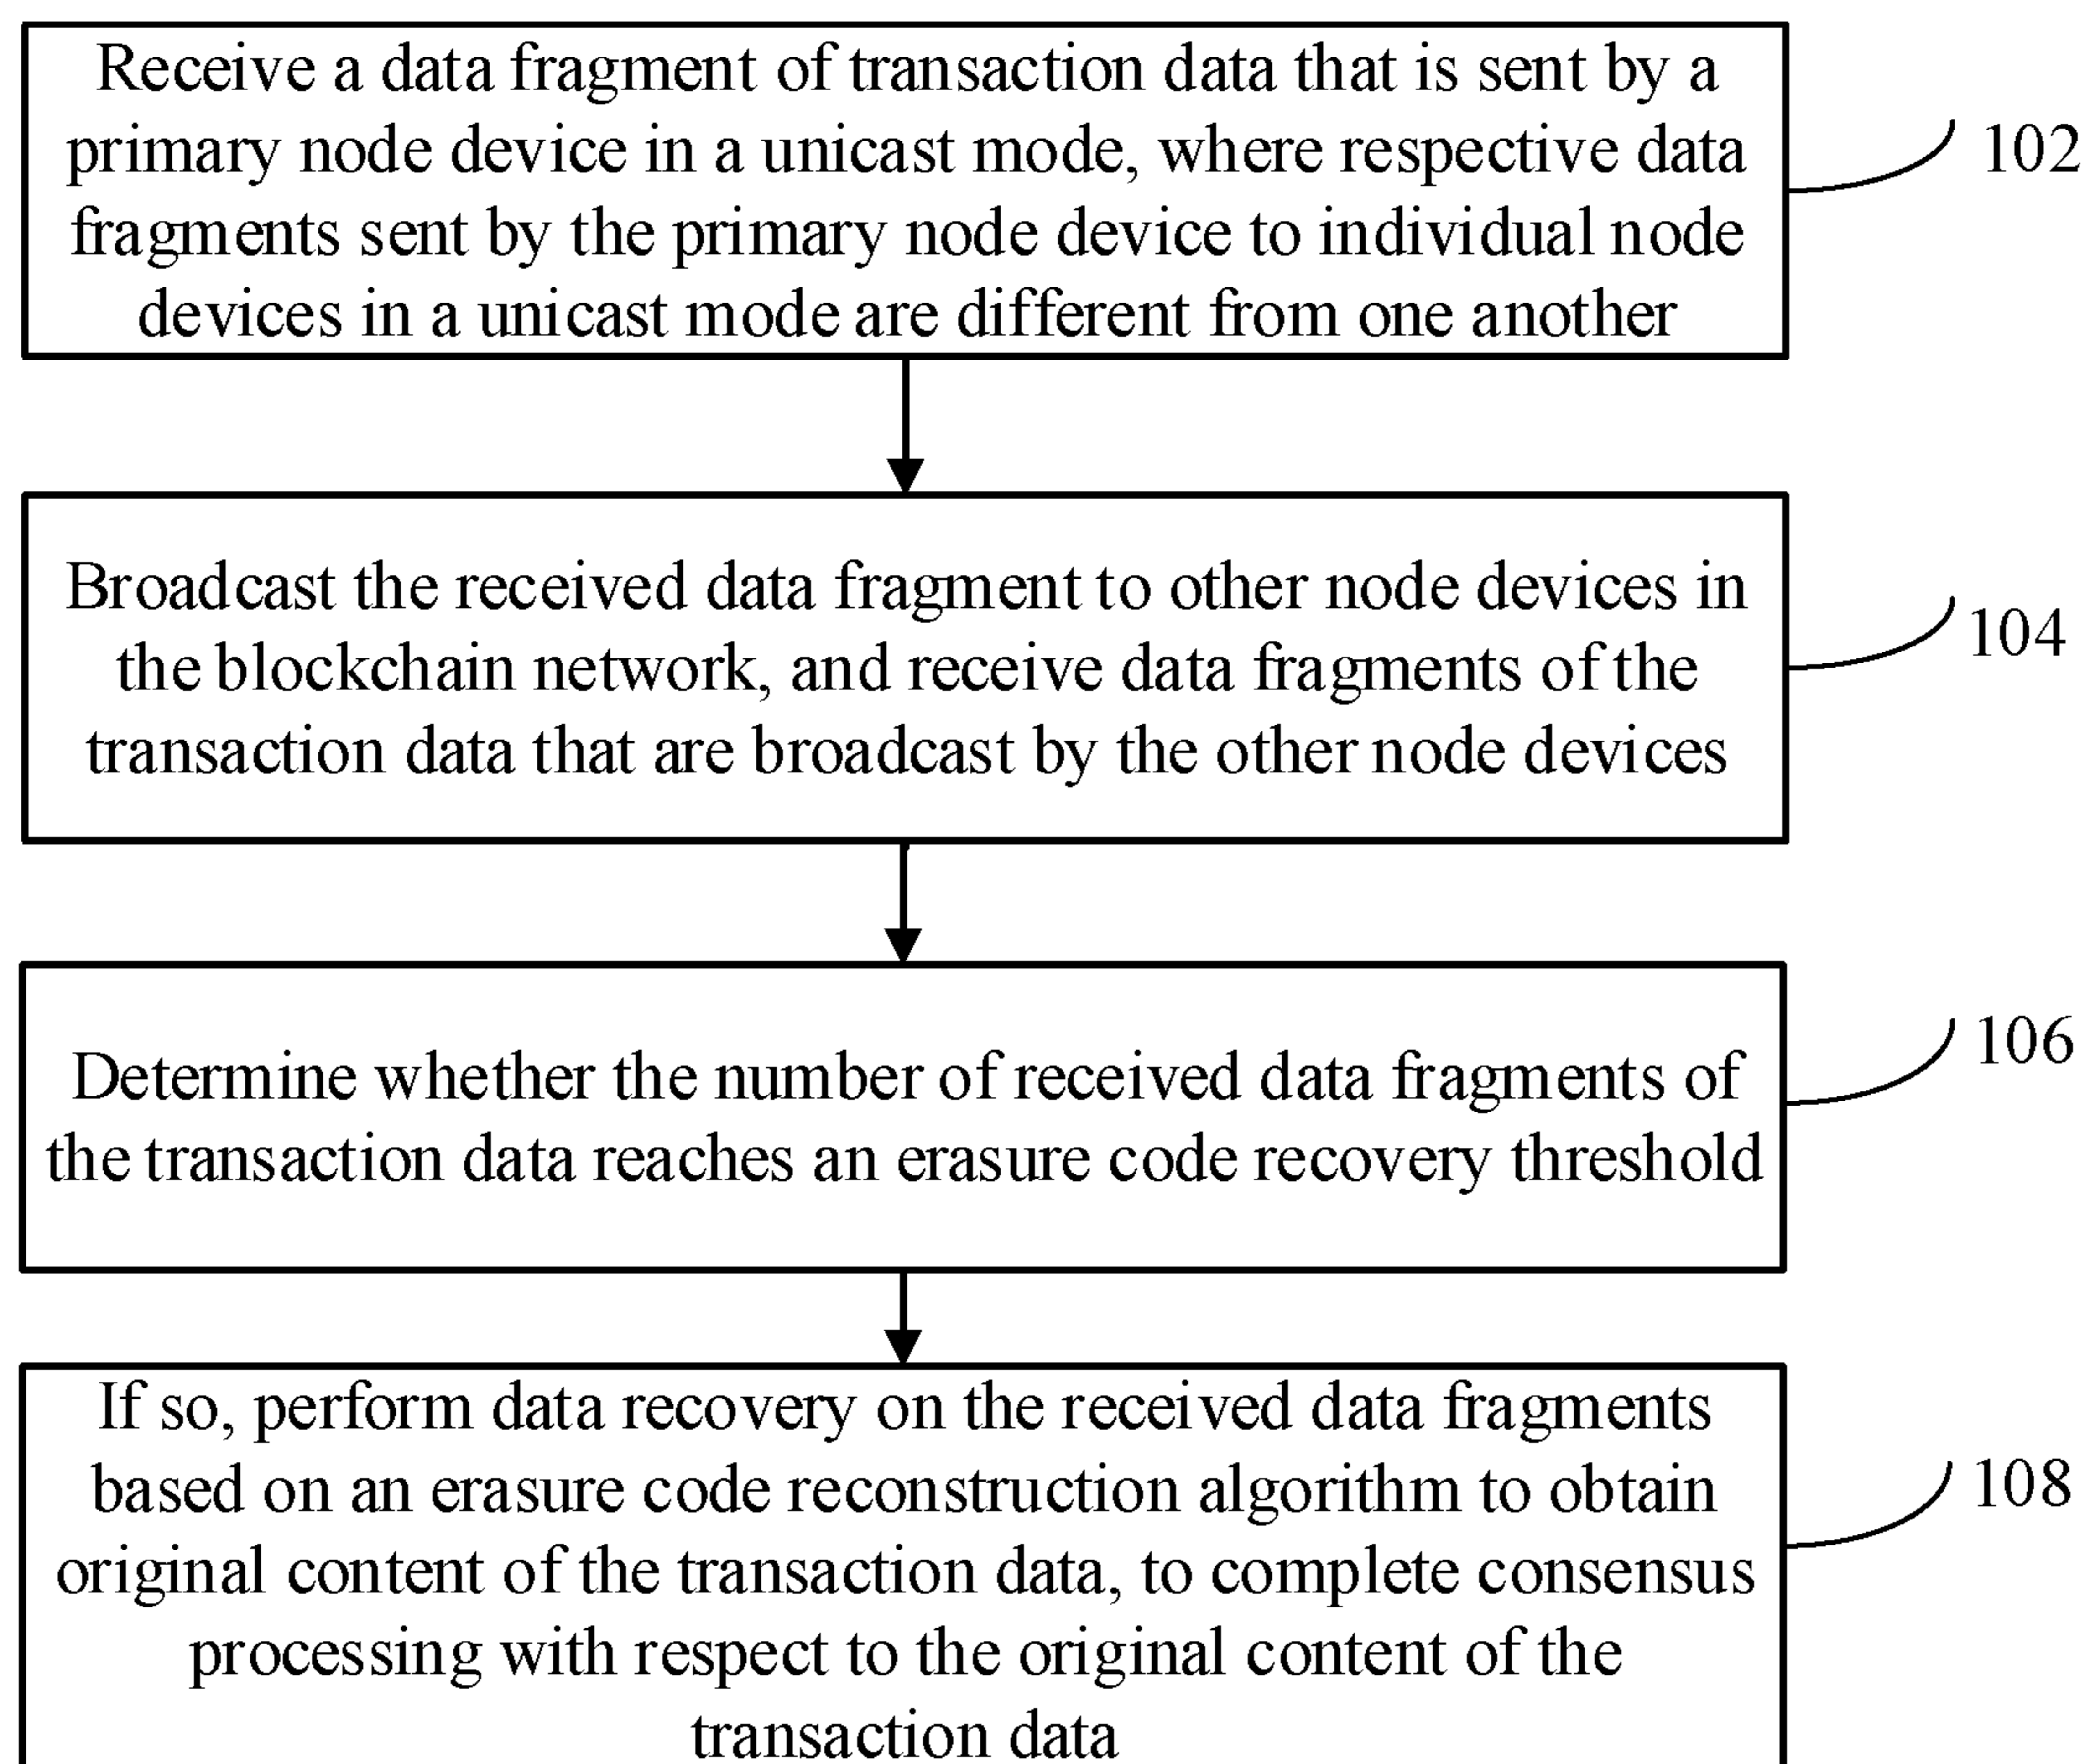 Receive a data fragment of transaction data that is sent by a
primary node device in a unicast mode, where respective data
fragments sent by the primary node device to individual node
devices in a unicast mode are different from one another
102
Broadcast the received data fragment to other node devices in
the blockchain network, and receive data fragments of the
transaction data that are broadcast by the other node devices
104
Determine whether the number of received data fragments of
the transaction data reaches an erasure code recovery threshold
106
If so, perform data recovery on the received data fragments
based on an erasure code reconstruction algorithm to obtain
original content of the transaction data, to complete consensus
processing with respect to the original content of the
transaction data
108